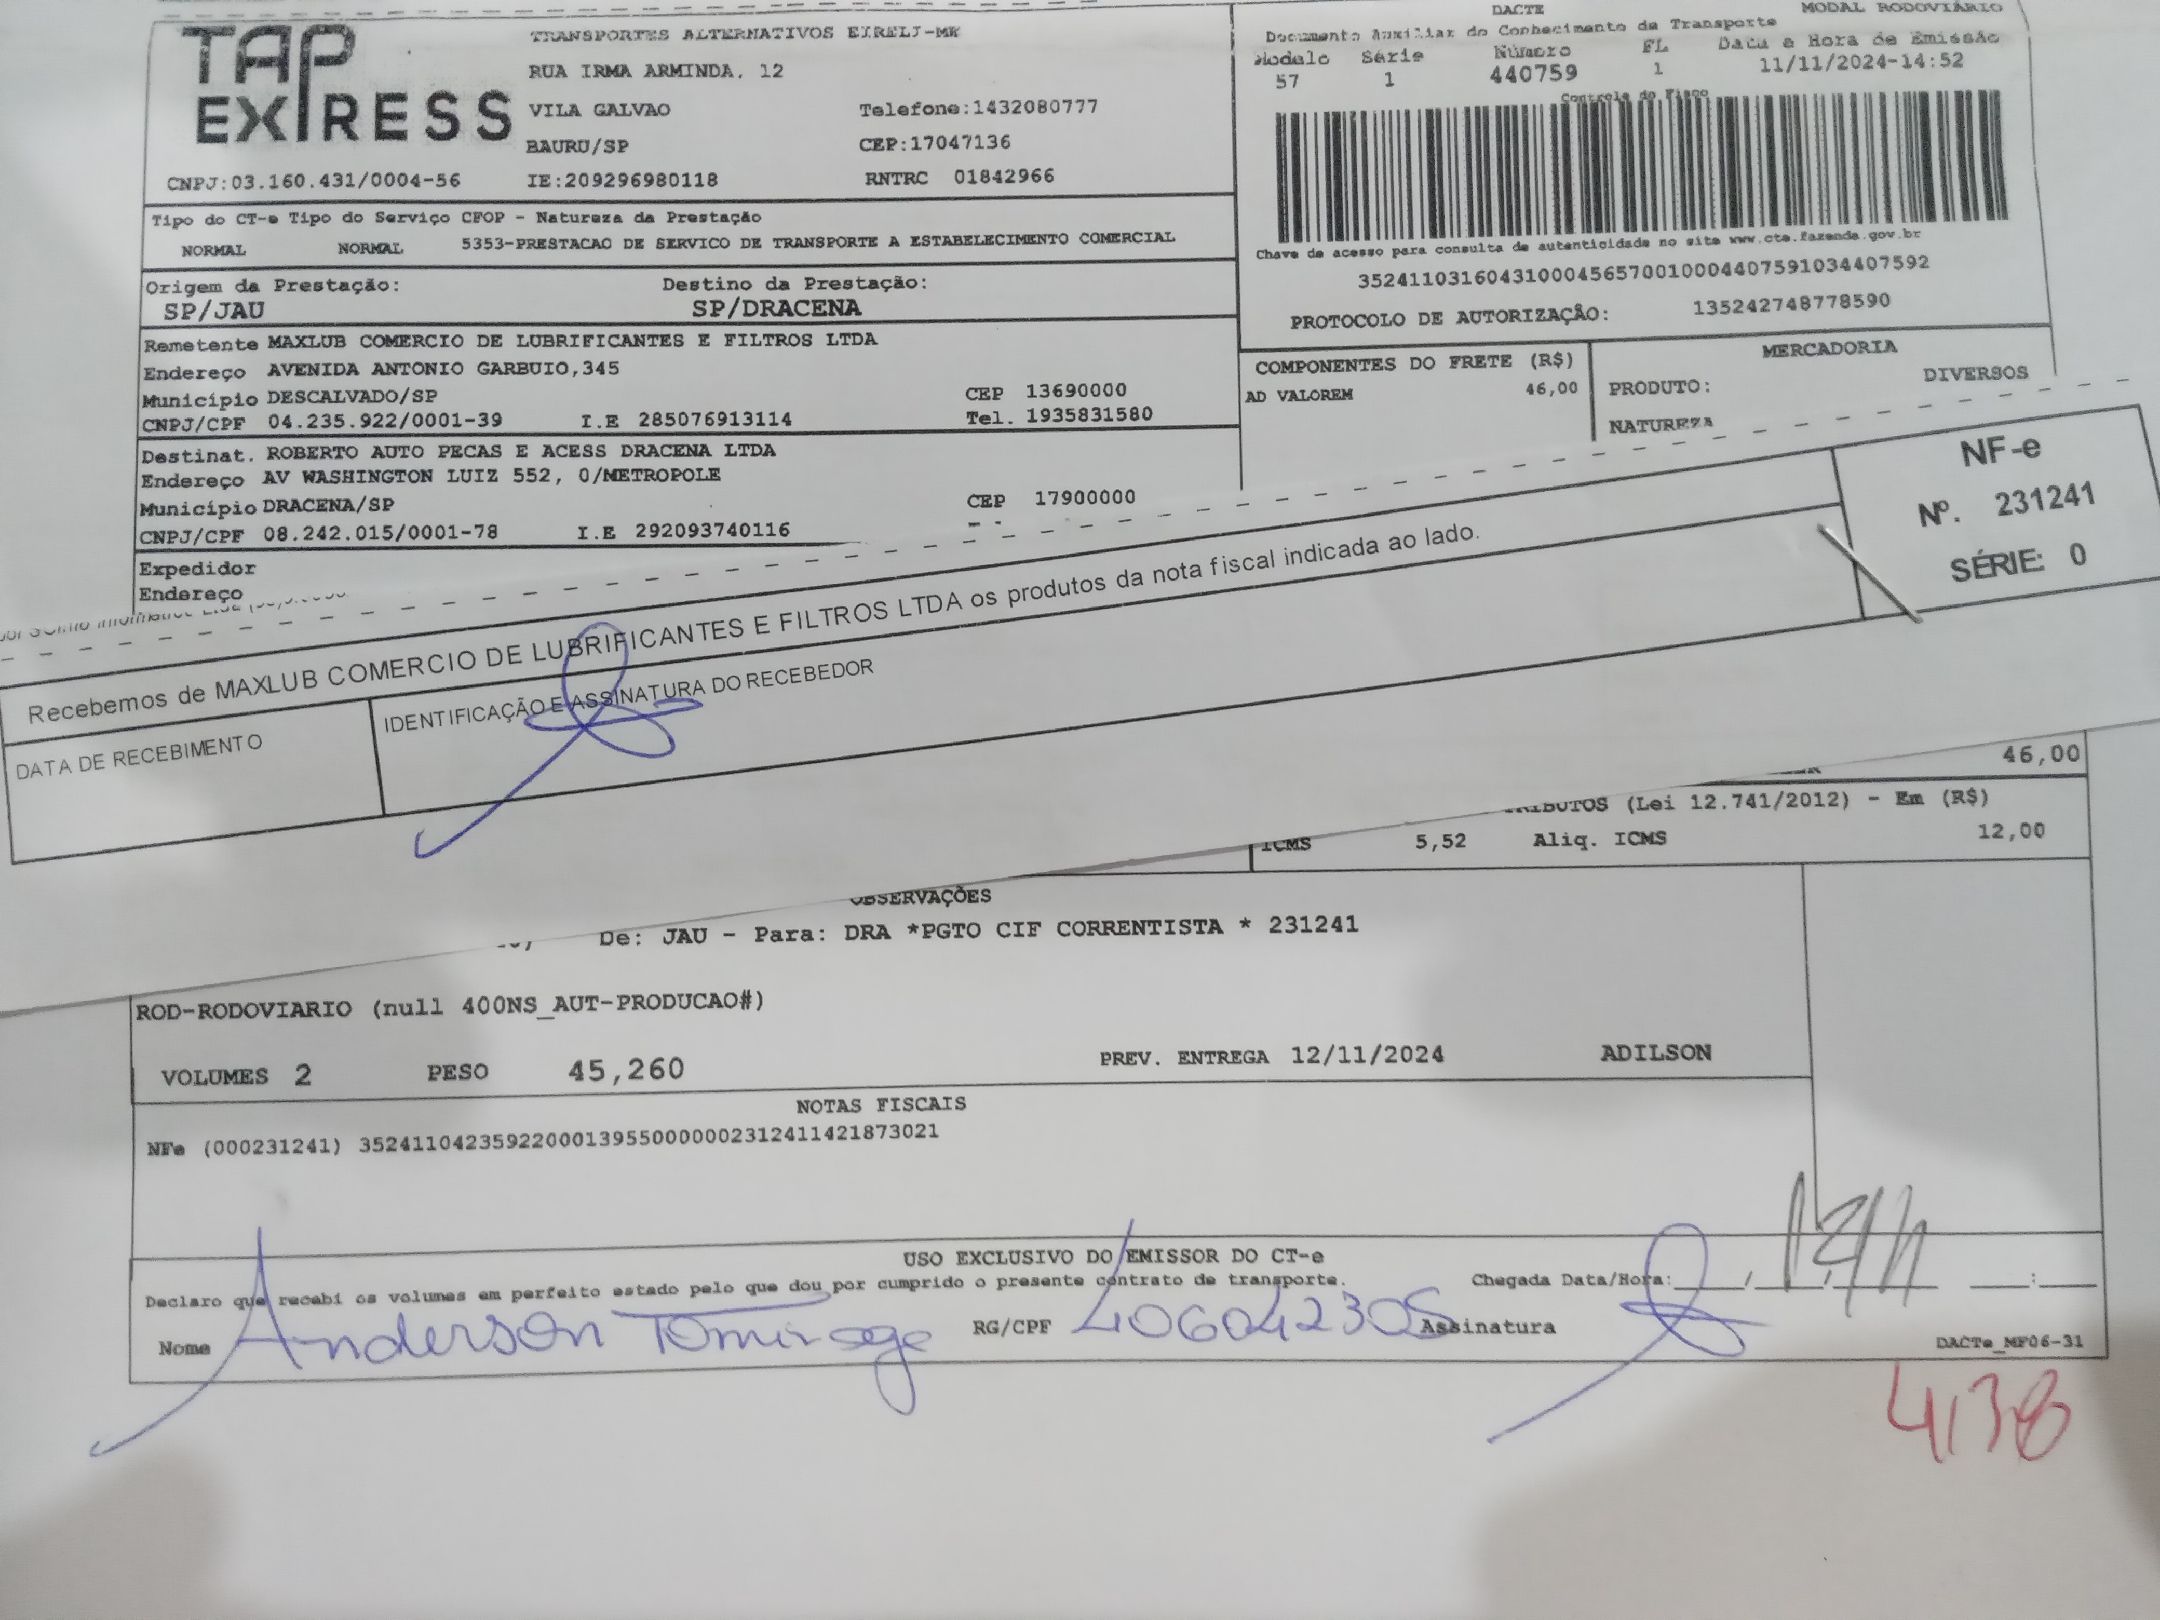 TAP
EXPRESS
TRANSPORTES ALTERNATIVOS EIRELI-ME
RUA IRMA ARMINDA, 12
VILA GALVAO Telefone:1432080777
BAURU/SP CEP:17047136
CNPJ:03.160.431/0004-56 IE:209296980118 RNTRC 01842966
DACTE MODAL RODOVIÁRIO
Documento Auxiliar do Conhecimento de Transporte
Modelo Série Número FL Data e Hora de Emissão
57 1 440759 1 11/11/2024-14:52
Controle do Fisco
Chave de acesso para consulta de autenticidade no site www.cte.fazenda.gov.br
35241103160431000456570010004407591034407592
PROTOCOLO DE AUTORIZAÇÃO: 135242748778590
Tipo do CT-e Tipo do Serviço CFOP - Natureza da Prestação
NORMAL NORMAL 5353-PRESTACAO DE SERVICO DE TRANSPORTE A ESTABELECIMENTO COMERCIAL
Origem da Prestação: Destino da Prestação:
SP/JAU SP/DRACENA
Remetente MAXLUB COMERCIO DE LUBRIFICANTES E FILTROS LTDA
Endereço AVENIDA ANTONIO GARBUIO,345
Município DESCALVADO/SP CEP 13690000
CNPJ/CPF 04.235.922/0001-39 I.E 285076913114 Tel. 1935831580
Destinat. ROBERTO AUTO PECAS E ACESS DRACENA LTDA
Endereço AV WASHINGTON LUIZ 552, 0/METROPOLE
Município DRACENA/SP CEP 17900000
CNPJ/CPF 08.242.015/0001-78 I.E 292093740116
Expedidor
Endereço
COMPONENTES DO FRETE (R$) MERCADORIA
AD VALOREM 46,00 PRODUTO: DIVERSOS
NATUREZA
NF-e
Nº. 231241
SÉRIE: 0
Recebemos de MAXLUB COMERCIO DE LUBRIFICANTES E FILTROS LTDA os produtos da nota fiscal indicada ao lado.
DATA DE RECEBIMENTO IDENTIFICAÇÃO E ASSINATURA DO RECEBEDOR
46,00
TRIBUTOS (Lei 12.741/2012) - Em (R$)
ICMS 5,52 Aliq. ICMS 12,00
OBSERVAÇÕES
De: JAU - Para: DRA *PGTO CIF CORRENTISTA * 231241
ROD-RODOVIARIO (null 400NS_AUT-PRODUCAO#)
VOLUMES 2 PESO 45,260 PREV. ENTREGA 12/11/2024 ADILSON
NOTAS FISCAIS
NFe (000231241) 35241104235922000139550000002312411421873021
USO EXCLUSIVO DO EMISSOR DO CT-e
Declaro que recebi os volumes em perfeito estado pelo que dou por cumprido o presente contrato de transporte. Chegada Data/Hora:___/___/______ ___:___
Nome Anderson RG/CPF 406042305 Assinatura
DACTe_MF06-31
4138